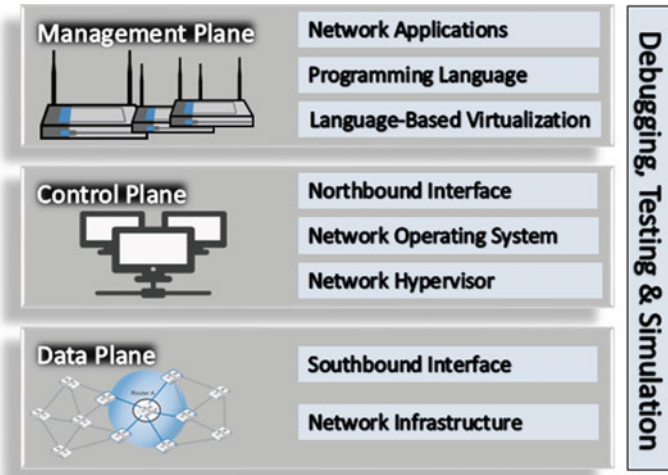 Management Plane
Network Applications
Programming Language
Language-Based Virtualization
Control Plane
Northbound Interface
Network Operating System
Network Hypervisor
Data Plane
Router A
Southbound Interface
Network Infrastructure
Debugging, Testing & Simulation